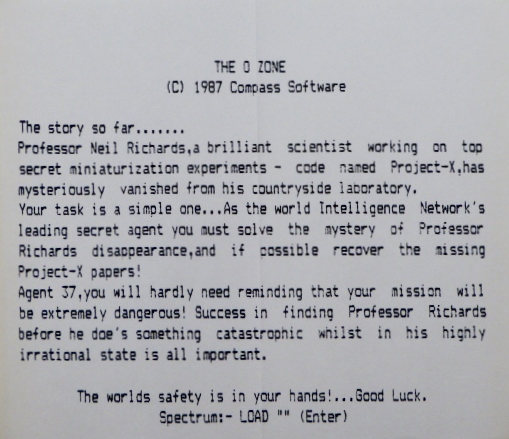 THE O ZONE
(C) 1987 Compass Software
The story so far.......
Professor Neil Richards,a brilliant scientist working on top
secret miniaturization experiments - code named Project-X,has
mysteriously vanished from his countryside laboratory.
Your task is a simple one...As the world Intelligence Network's
leading secret agent you must solve the mystery of Professor
Richards disappearance,and if possible recover the missing
Project-X papers!
Agent 37,you will hardly need reminding that your mission will
be extremely dangerous! Success in finding Professor Richards
before he doe's something catastrophic whilst in his highly
irrational state is all important.
The worlds safety is in your hands!...Good Luck.
Spectrum:- LOAD "" (Enter)